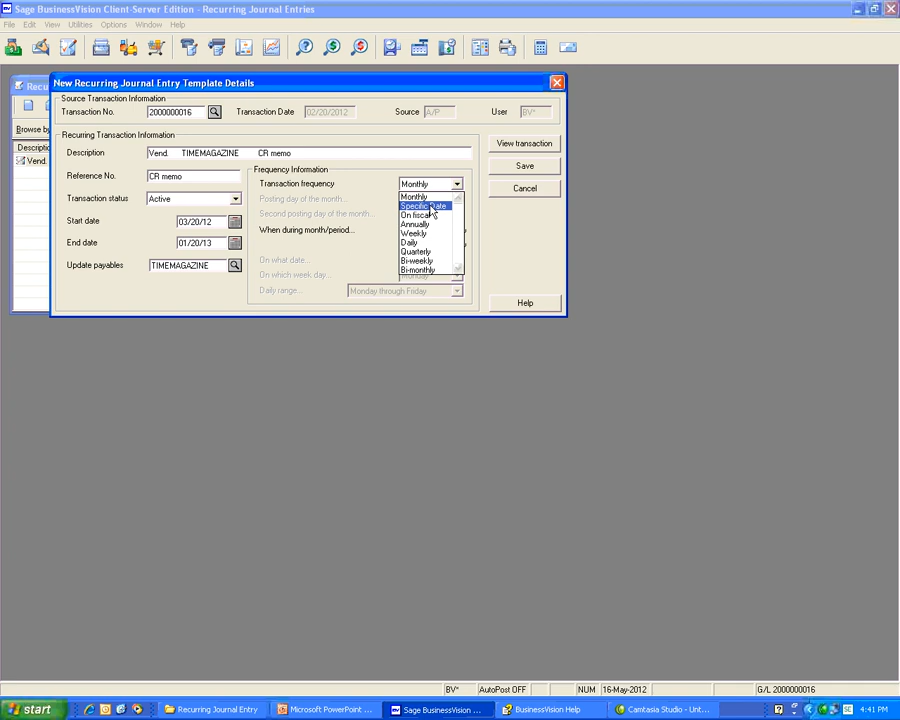 Sage BusinessVision Client-Server Edition - Recurring Journal Entries
File Edit View Utilities Options Window Help
New Recurring Journal Entry Template Details
Source Transaction Information
Transaction No. 2000000016 Transaction Date 02/20/2012 Source A/P User BV*
Browse by
Descriptio
Vend.
Recurring Transaction Information
Description Vend. TIMEMAGAZINE CR memo
Reference No. CR memo
Transaction status Active
Start date 03/20/12
End date 01/20/13
Update payables TIMEMAGAZINE
Frequency Information
Transaction frequency Monthly
Posting day of the month...
Second posting day of the month...
When during month/period...
On what date...
On which week day... Monday
Daily range... Monday through Friday
Monthly
Specific Date
On fisca
Annually
Weekly
Daily
Quarterly
Bi-weekly
Bi-monthly
View transaction
Save
Cancel
Help
BV* AutoPost OFF NUM 16-May-2012 G/L 2000000016
start Recurring Journal Entry Microsoft PowerPoint ... Sage BusinessVision ... BusinessVision Help Camtasia Studio - Unt... SE 4:41 PM